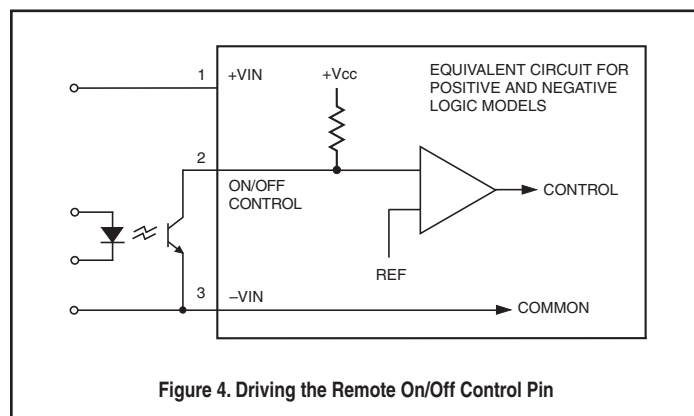 1
+VIN
+Vcc
EQUIVALENT CIRCUIT FOR
POSITIVE AND NEGATIVE
LOGIC MODELS
2
ON/OFF
CONTROL
CONTROL
REF
3
–VIN
COMMON
Figure 4. Driving the Remote On/Off Control Pin